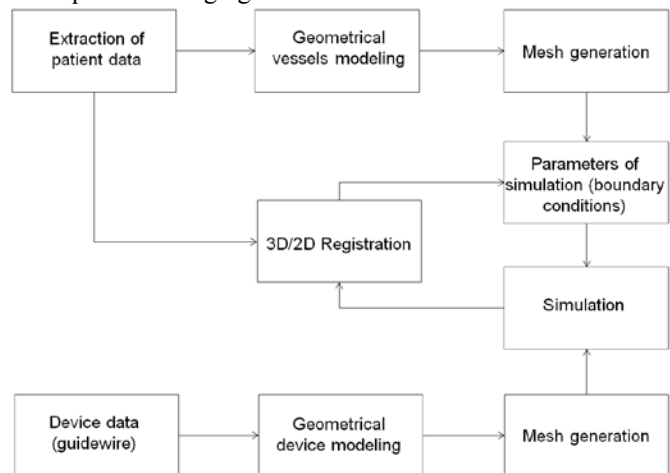 Extraction of
patient data
Geometrical
vessels modeling
Mesh generation
Parameters of
simulation (boundary
conditions)
3D/2D Registration
Simulation
Device data
(guidewire)
Geometrical
device modeling
Mesh generation